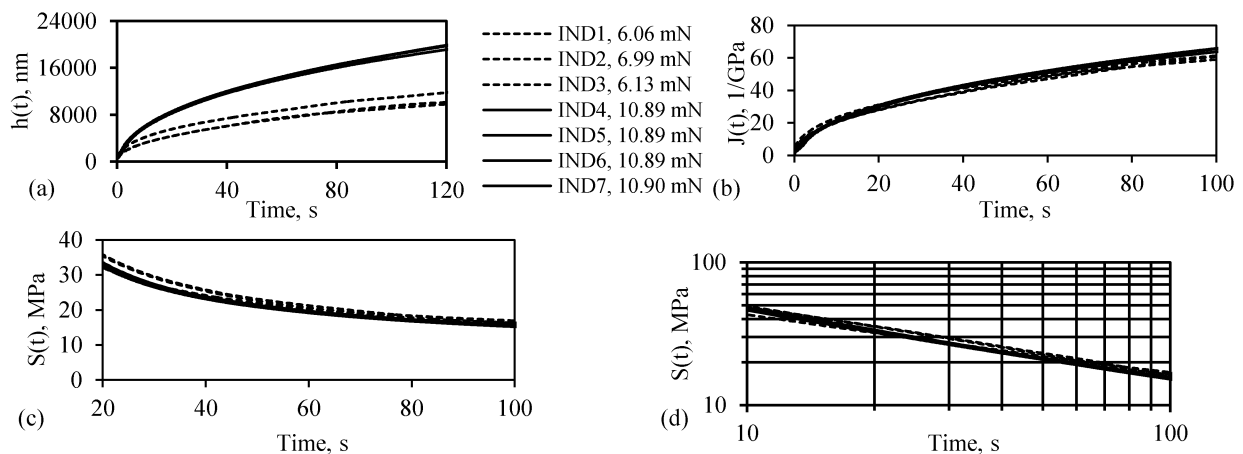 24000
16000
8000
0
h(t), nm
0 40 80 120
Time, s
(a)
IND1, 6.06 mN
IND2, 6.99 mN
IND3, 6.13 mN
IND4, 10.89 mN
IND5, 10.89 mN
IND6, 10.89 mN
IND7, 10.90 mN
80
60
40
20
0
J(t), 1/GPa
0 20 40 60 80 100
Time, s
(b)
40
30
20
10
0
S(t), MPa
20 40 60 80 100
Time, s
(c)
100
10
S(t), MPa
10 100
Time, s
(d)